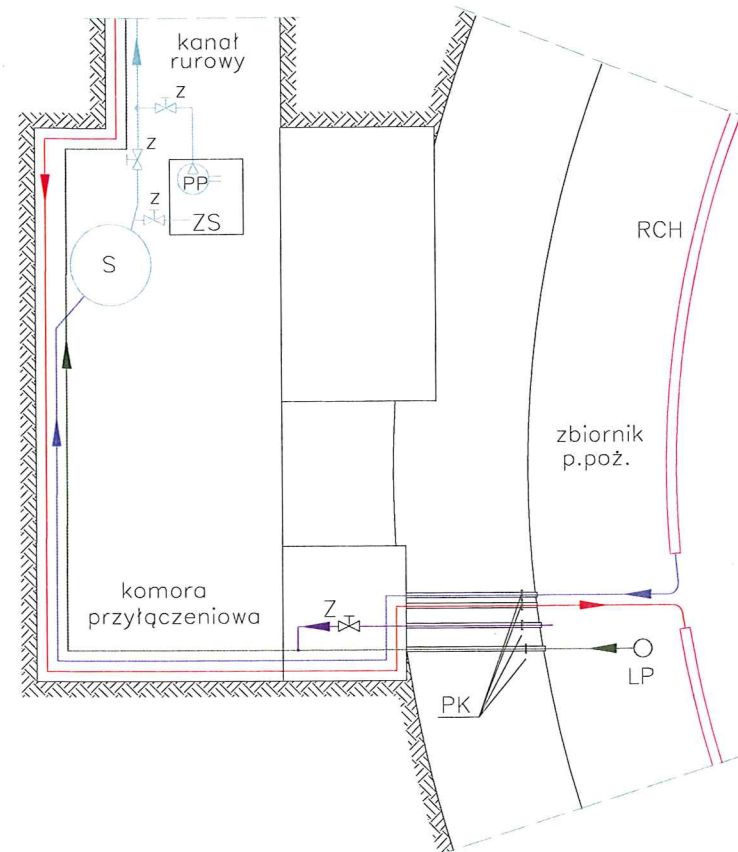 kanał
rurowy
z
z
PP
z
ZS
S
RCH
zbiornik
p.poż.
komora
przyłączeniowa
Z
LP
PK